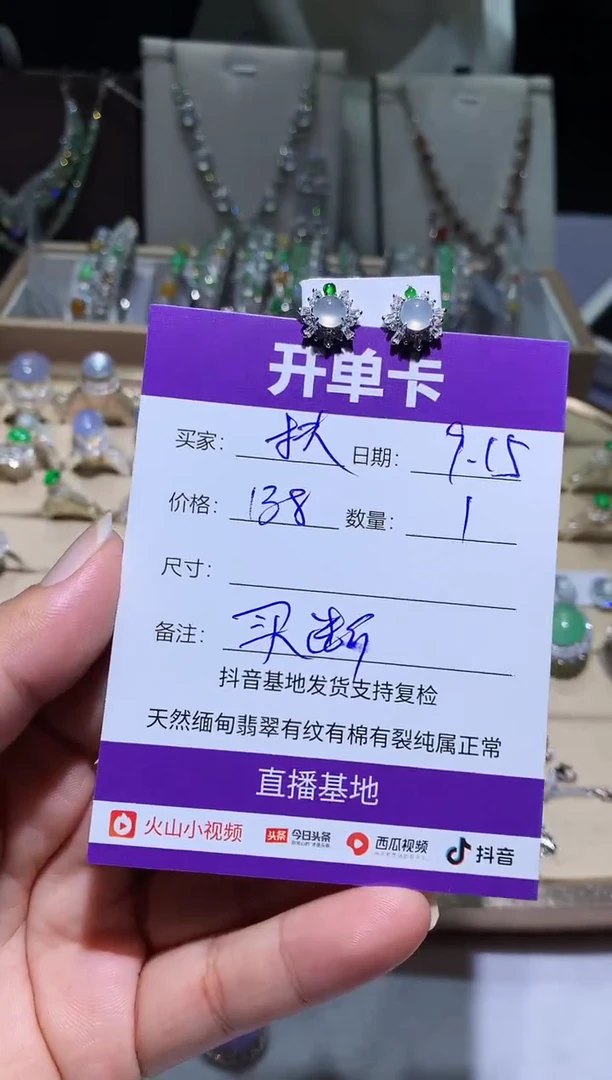 开单卡
买家: 扶 日期: 9.15
价格: 138 数量: 1
尺寸:
备注: 买断
抖音基地发货支持复检
天然缅甸翡翠有纹有棉有裂纯属正常
直播基地
火山小视频 头条 今日头条 西瓜视频 抖音